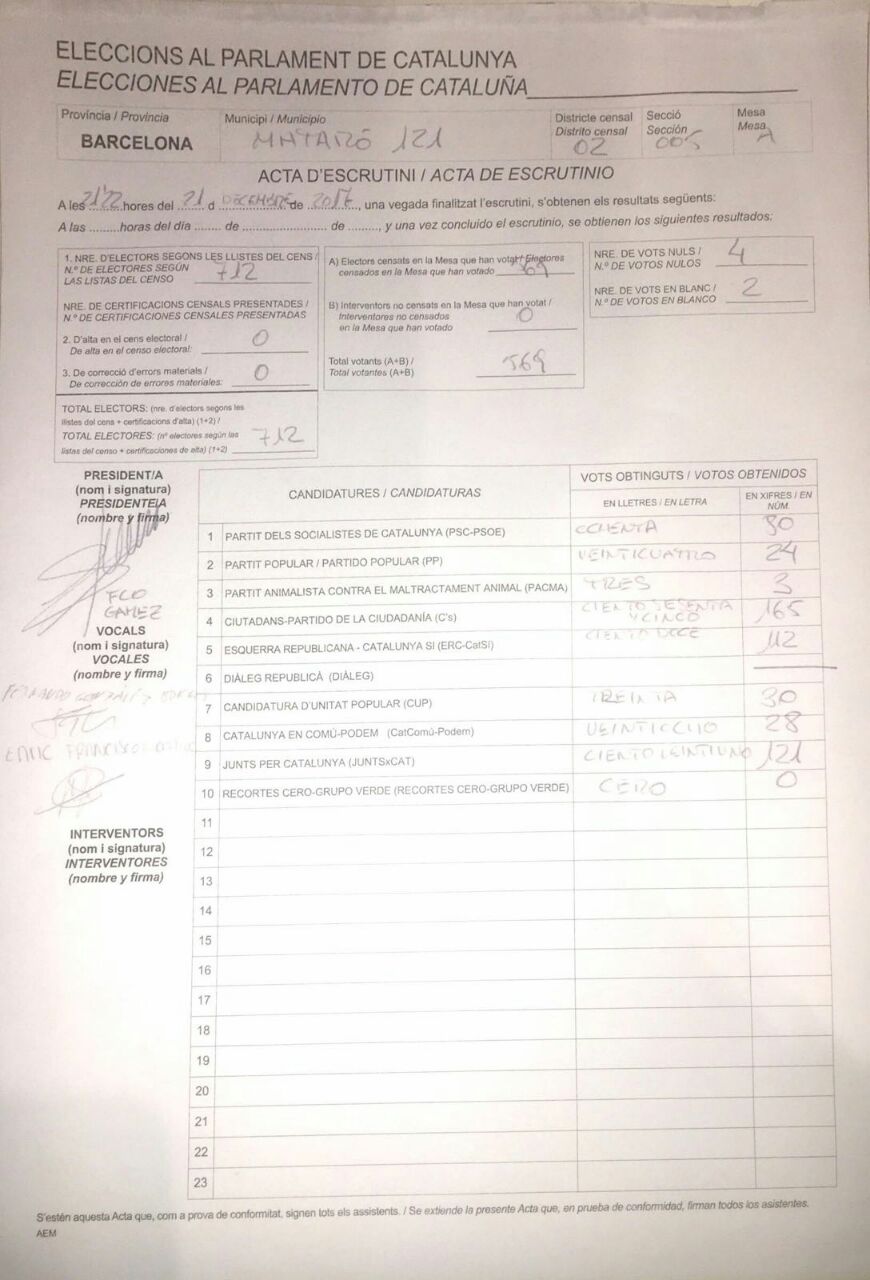 ELECCIONS AL PARLAMENT DE CATALUNYA
ELECCIONES AL PARLAMENTO DE CATALUÑA
Província / Provincia
BARCELONA
Municipi / Municipio
MATARÓ 121
Districte censal
Distrito censal
02
Secció
Sección
005
Mesa
Mesa
A
ACTA D'ESCRUTINI / ACTA DE ESCRUTINIO
A les 21'22 hores del 21 d DECEMBRE de 2017, una vegada finalitzat l'escrutini, s'obtenen els resultats següents:
A las .........horas del día ....... de ........................ de ........, y una vez concluido el escrutinio, se obtienen los siguientes resultados:
1. NRE. D'ELECTORS SEGONS LES LLISTES DEL CENS /
N.º DE ELECTORES SEGÚN
LAS LISTAS DEL CENSO 712
NRE. DE CERTIFICACIONS CENSALS PRESENTADES /
N.º DE CERTIFICACIONES CENSALES PRESENTADAS
2. D'alta en el cens electoral /
De alta en el censo electoral: 0
3. De correcció d'errors materials /
De corrección de errores materiales: 0
TOTAL ELECTORS: (nre. d'electors segons les
llistes del cens + certificacions d'alta) (1+2) /
TOTAL ELECTORES: (nº electores según las
listas del censo + certificaciones de alta) (1+2) 712
A) Electors censats en la Mesa que han votat / Electores
censados en la Mesa que han votado 569
B) Interventors no censats en la Mesa que han votat /
Interventores no censados
en la Mesa que han votado 0
Total votants (A+B) /
Total votantes (A+B) 569
NRE. DE VOTS NULS /
N.º DE VOTOS NULOS 4
NRE. DE VOTS EN BLANC /
N.º DE VOTOS EN BLANCO 2
PRESIDENT/A
(nom i signatura)
PRESIDENTE/A
(nombre y firma)
FCO
GAMEZ
VOCALS
(nom i signatura)
VOCALES
(nombre y firma)
INTERVENTORS
(nom i signatura)
INTERVENTORES
(nombre y firma)
CANDIDATURES / CANDIDATURAS
VOTS OBTINGUTS / VOTOS OBTENIDOS
EN LLETRES / EN LETRA
EN XIFRES / EN NÚM.
1 PARTIT DELS SOCIALISTES DE CATALUNYA (PSC-PSOE) OCHENTA 80
2 PARTIT POPULAR / PARTIDO POPULAR (PP) VEINTICUATRO 24
3 PARTIT ANIMALISTA CONTRA EL MALTRACTAMENT ANIMAL (PACMA) TRES 3
4 CIUTADANS-PARTIDO DE LA CIUDADANÍA (C's) CIENTO SESENTA Y CINCO 165
5 ESQUERRA REPUBLICANA - CATALUNYA SI (ERC-CatSí) CIENTO DOCE 112
6 DIÀLEG REPUBLICÀ (DIÀLEG)
7 CANDIDATURA D'UNITAT POPULAR (CUP) TREINTA 30
8 CATALUNYA EN COMÚ-PODEM (CatComú-Podem) VEINTIOCHO 28
9 JUNTS PER CATALUNYA (JUNTSxCAT) CIENTO VEINTIUNO 121
10 RECORTES CERO-GRUPO VERDE (RECORTES CERO-GRUPO VERDE) CERO 0
11
12
13
14
15
16
17
18
19
20
21
22
23
S'estén aquesta Acta que, com a prova de conformitat, signen tots els assistents. / Se extiende la presente Acta que, en prueba de conformidad, firman todos los asistentes.
AEM